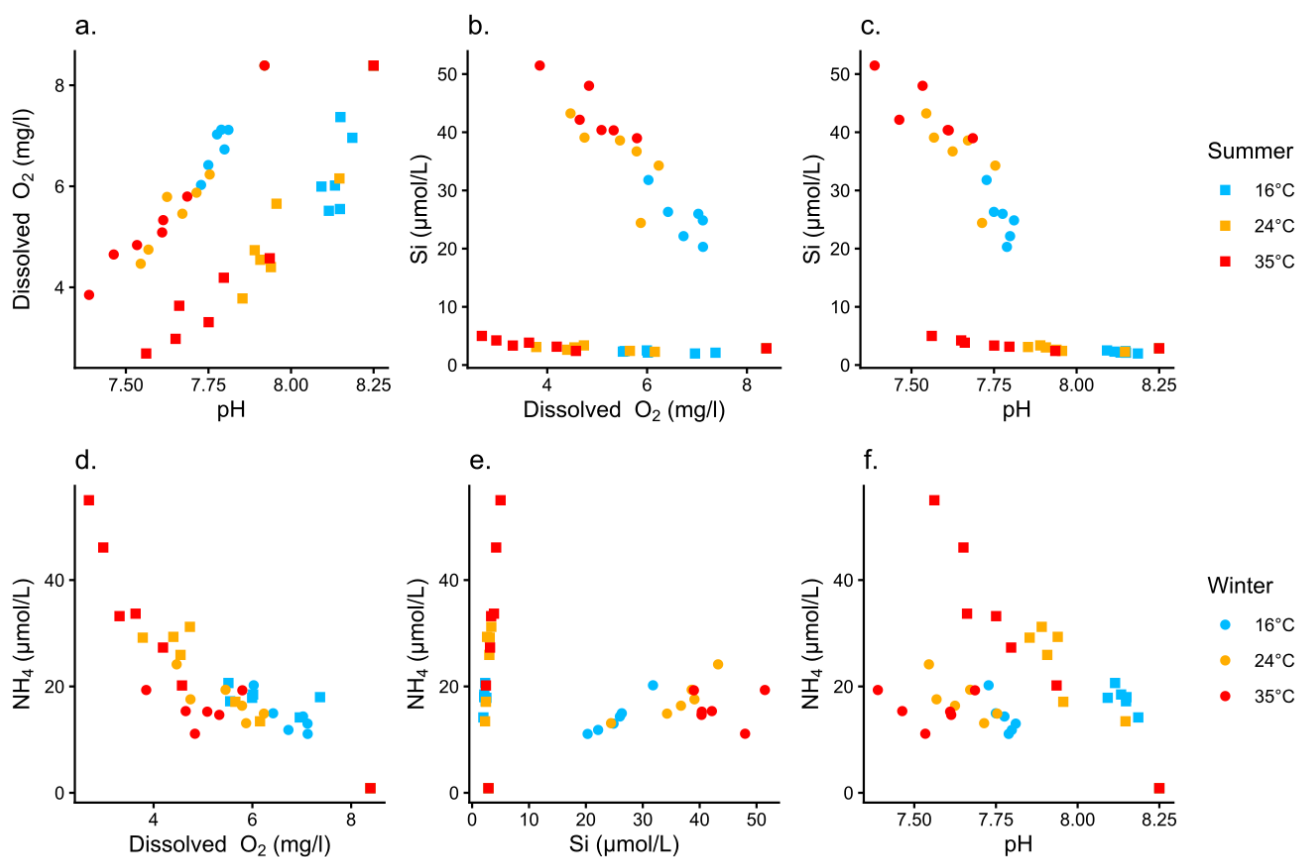 a.
Dissolved O₂ (mg/l)
8
6
4
7.50 7.75 8.00 8.25
pH
b.
Si (μmol/L)
50
40
30
20
10
0
4 6 8
Dissolved O₂ (mg/l)
c.
Si (μmol/L)
50
40
30
20
10
0
7.50 7.75 8.00 8.25
pH
Summer
16°C
24°C
35°C
d.
NH₄ (μmol/L)
40
20
0
4 6 8
Dissolved O₂ (mg/l)
e.
NH₄ (μmol/L)
40
20
0
0 10 20 30 40 50
Si (μmol/L)
f.
NH₄ (μmol/L)
40
20
0
7.50 7.75 8.00 8.25
pH
Winter
16°C
24°C
35°C